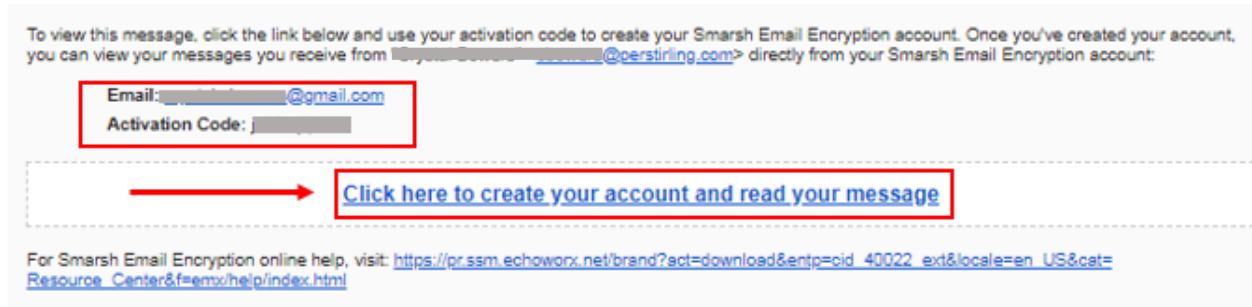 To view this message, click the link below and use your activation code to create your Smarsh Email Encryption account. Once you've created your account,
you can view your messages you receive from @perstirling.com> directly from your Smarsh Email Encryption account:
Email: @gmail.com
Activation Code:
Click here to create your account and read your message
For Smarsh Email Encryption online help, visit: https://pr.ssm.echoworx.net/brand?act=download&entp=cid_40022_ext&locale=en_US&cat=
Resource_Center&f=emx/help/index.html